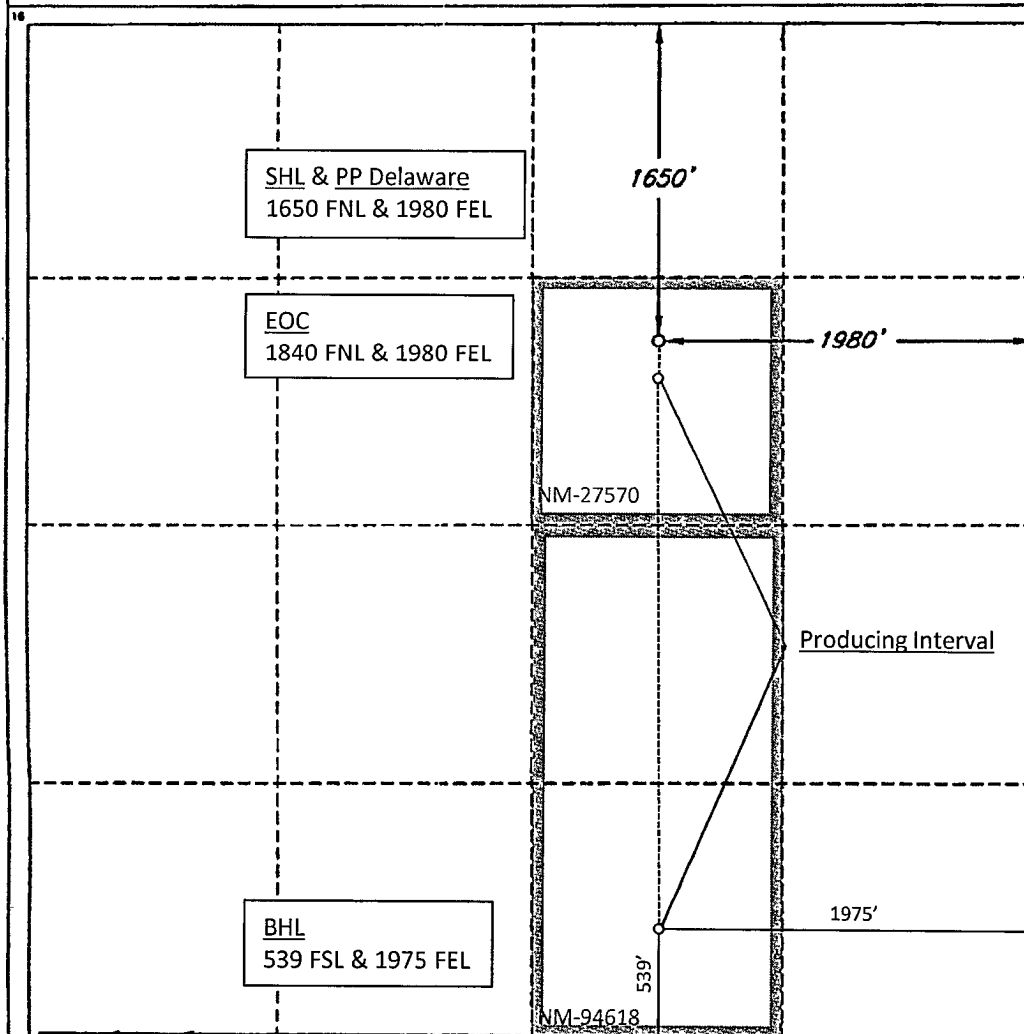 16
SHL & PP Delaware
1650 FNL & 1980 FEL
1650'
EOC
1840 FNL & 1980 FEL
1980'
NM-27570
Producing Interval
BHL
539 FSL & 1975 FEL
1975'
539'
NM-94618